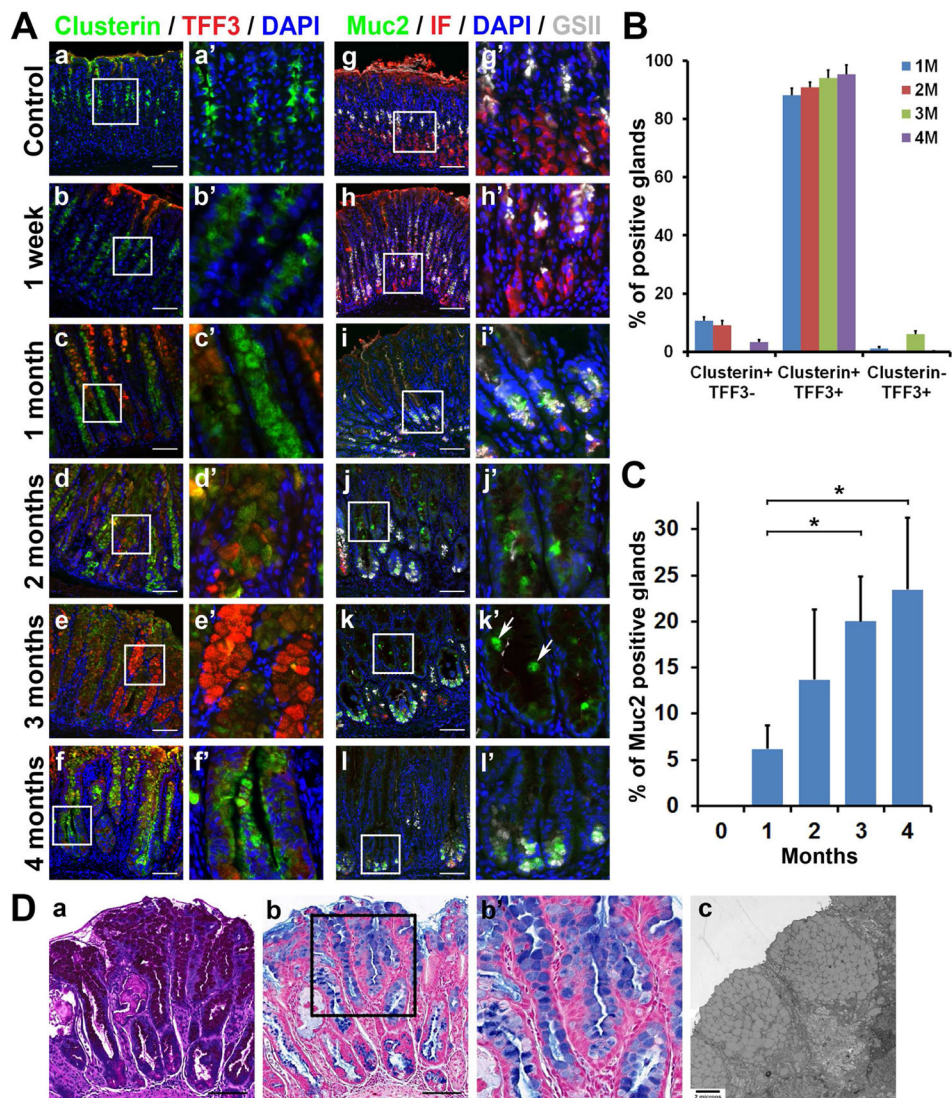 A
Clusterin / TFF3 / DAPI
Muc2 / IF / DAPI / GSII
Control
a
a'
g
g'
1 week
b
b'
h
h'
1 month
c
c'
i
i'
2 months
d
d'
j
j'
3 months
e
e'
k
k'
4 months
f
f'
l
l'
B
% of positive glands
100
80
60
40
20
0
1M
2M
3M
4M
Clusterin+
TFF3-
Clusterin+
TFF3+
Clusterin-
TFF3+
C
% of Muc2 positive glands
30
25
20
15
10
5
0
*
*
0 1 2 3 4
Months
D
a
b
b'
c
2 microns